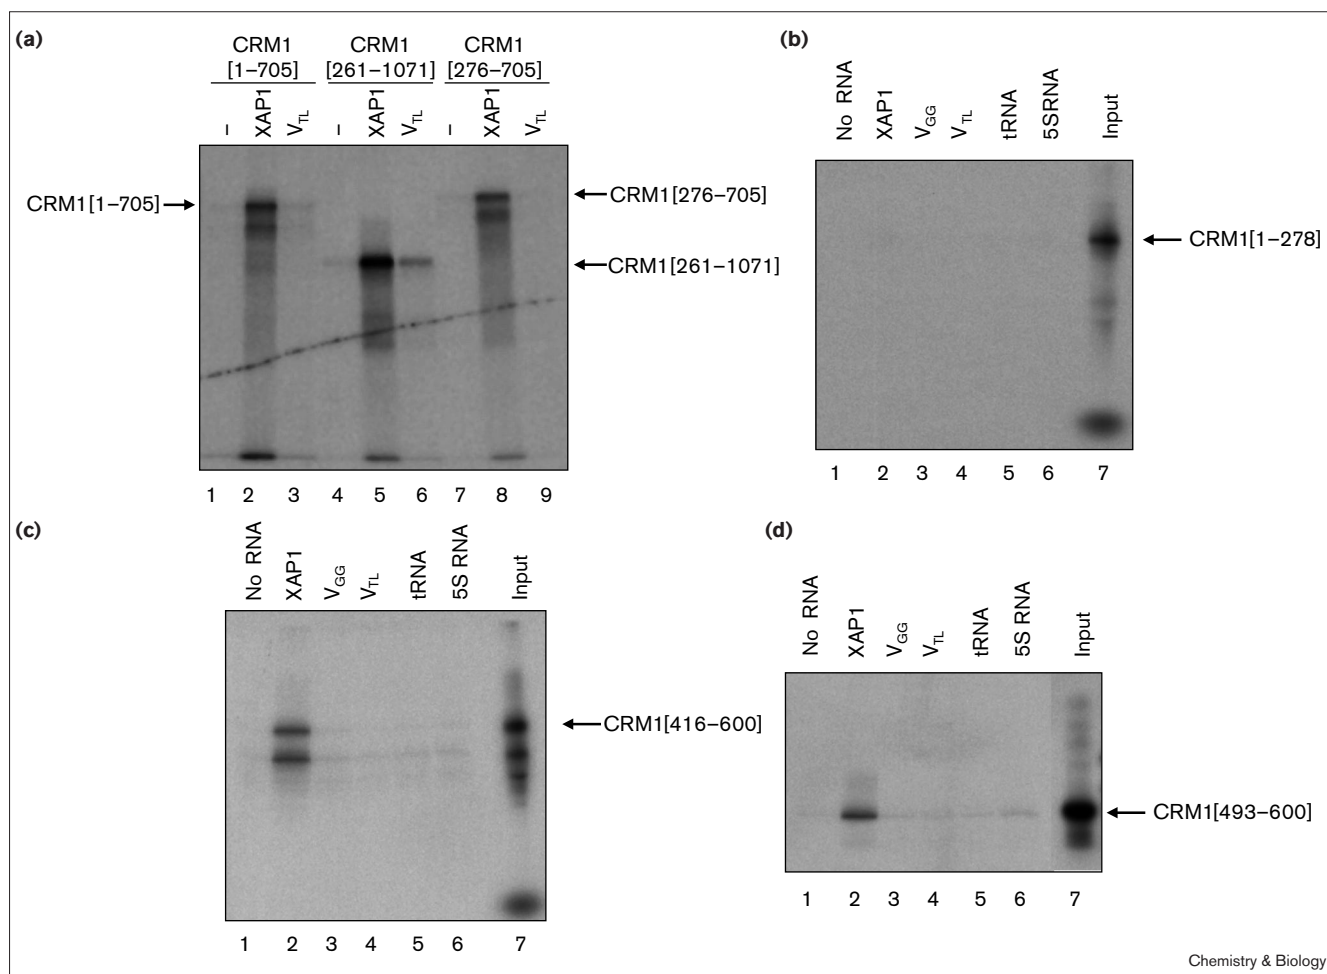 (a)
CRM1 CRM1 CRM1
[1–705] [261–1071] [276–705]
– XAP1 VTL – XAP1 VTL – XAP1 VTL
CRM1[1–705]
CRM1[276–705]
CRM1[261–1071]
1 2 3 4 5 6 7 8 9
(b)
No RNA XAP1 VGG VTL tRNA 5SRNA Input
CRM1[1–278]
1 2 3 4 5 6 7
(c)
No RNA XAP1 VGG VTL tRNA 5S RNA Input
CRM1[416–600]
1 2 3 4 5 6 7
(d)
No RNA XAP1 VGG VTL tRNA 5S RNA Input
CRM1[493–600]
1 2 3 4 5 6 7
Chemistry & Biology